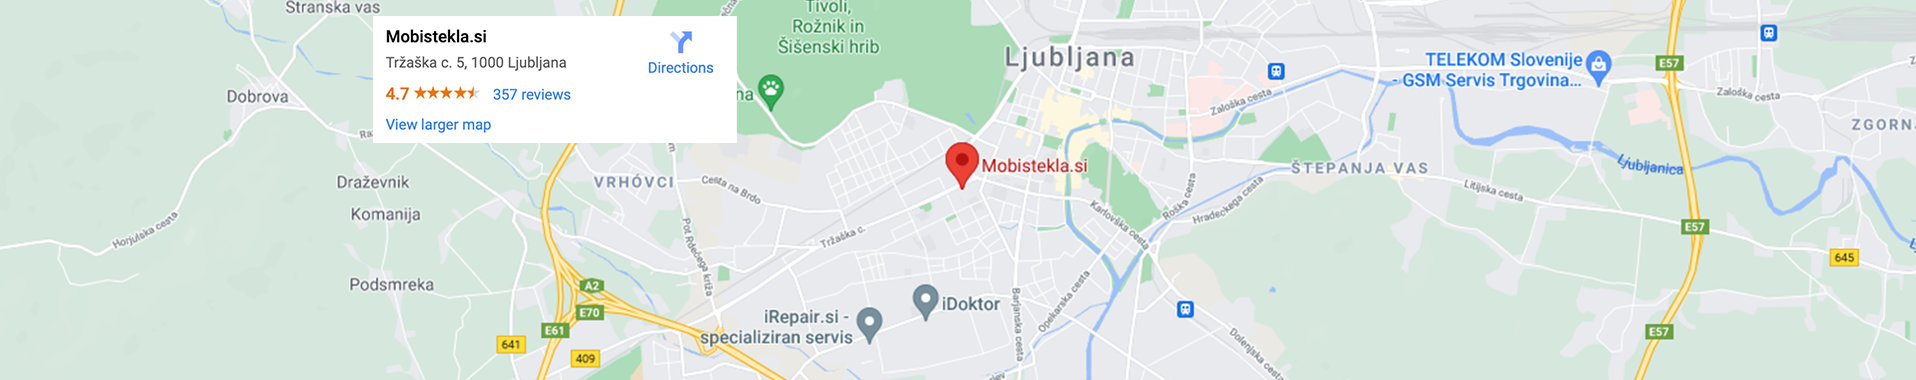 Stranska vas
Mobistekla.si
Tržaška c. 5, 1000 Ljubljana
4.7
357 reviews
View larger map
Directions
Tivoli,
Rožnik in
Šišenski hrib
Ljubljana
TELEKOM Slovenije
- GSM Servis Trgovina...
E57
Zaloška cesta
Zaloška cesta
Dobrova
na
ZGORN
Mobistekla.si
Ljubljanica
ŠTEPANJA VAS
Draževnik
VRHÓVCI
Cesta na Brdo
Litijska cesta
Komanija
Horjulska cesta
Tržaška c.
Karlovška cesta
Roška cesta
Hradeckega cesta
E57
645
Pot Rdečega križa
Podsmreka
A2
E70
E61
641
409
iDoktor
iRepair.si -
specializiran servis
Barjanska cesta
Opekarska cesta
Dolenjska cesta
E57